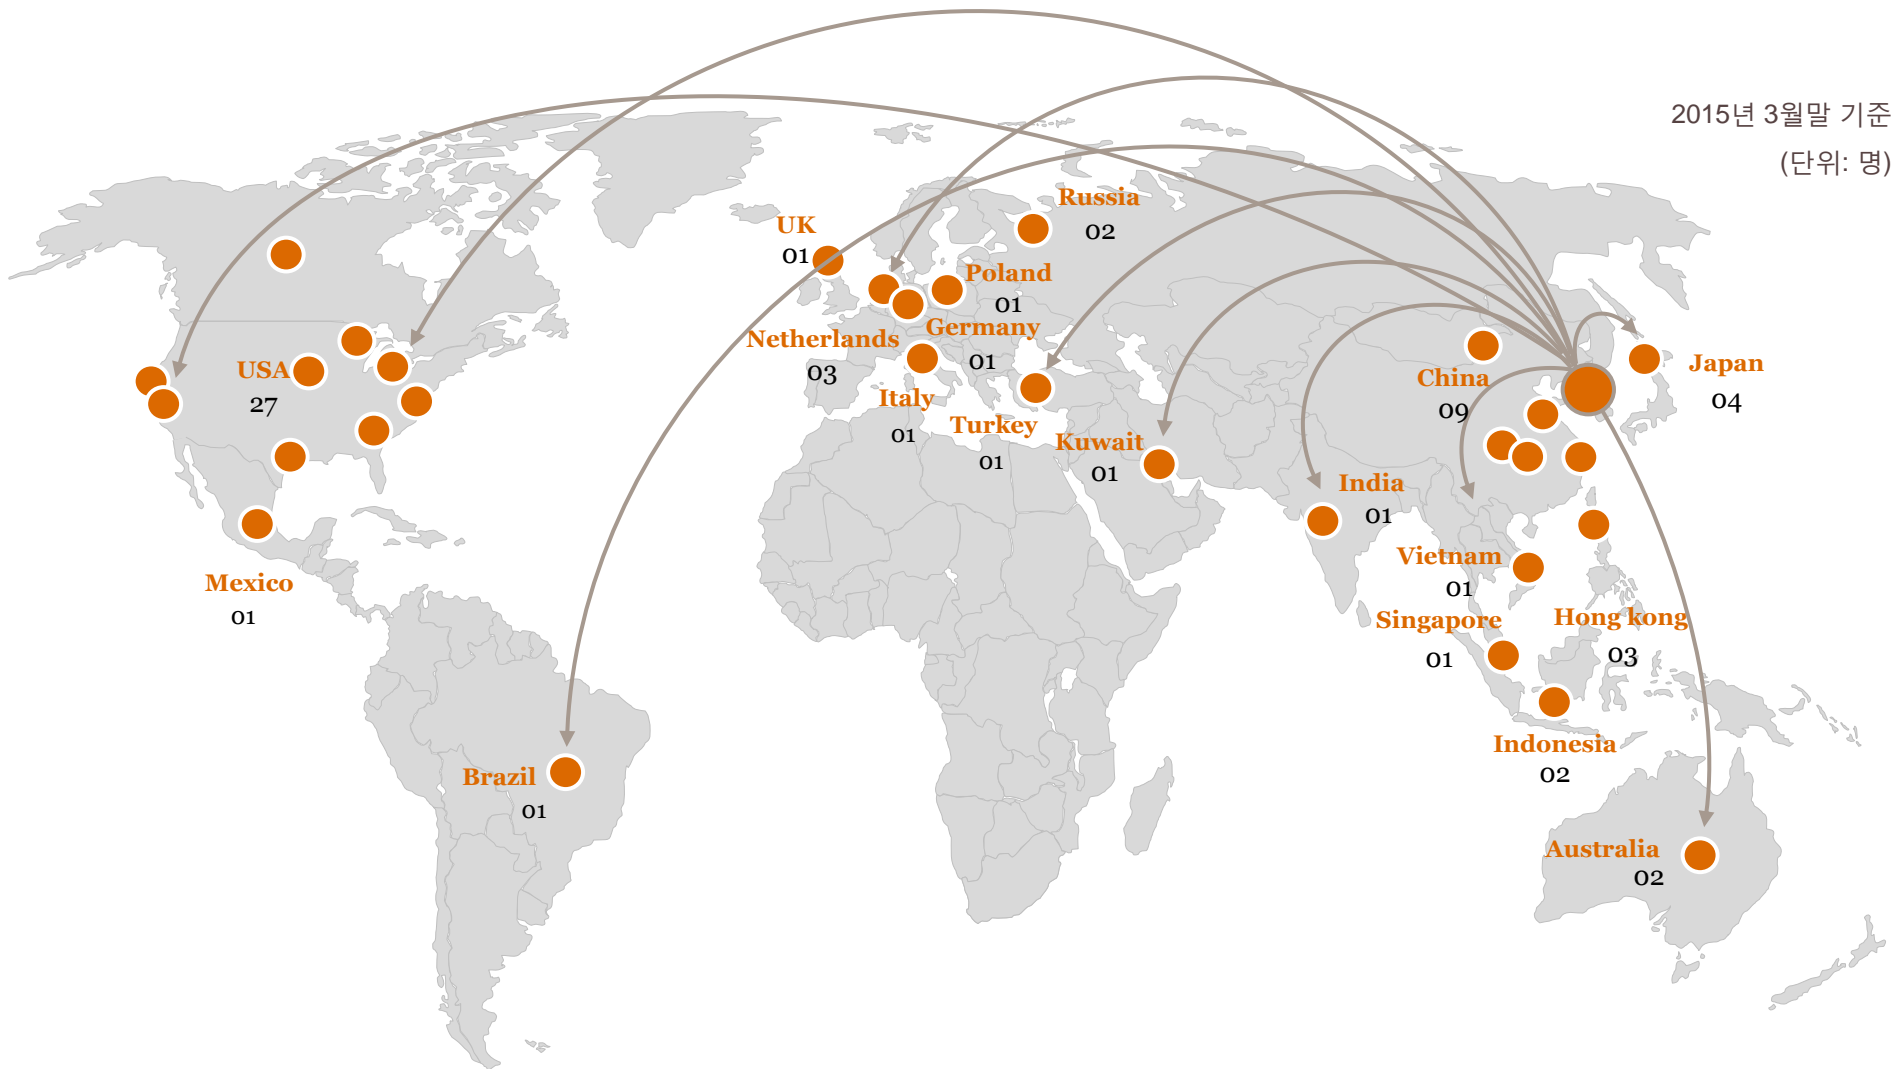 2015년 3월말 기준
(단위: 명)
Russia
02
UK
01
Poland
01
Germany
01
Netherlands
03
Italy
01
Turkey
01
Kuwait
01
USA
27
Mexico
01
Brazil
01
China
09
Japan
04
India
01
Vietnam
01
Singapore
01
Hong kong
03
Indonesia
02
Australia
02